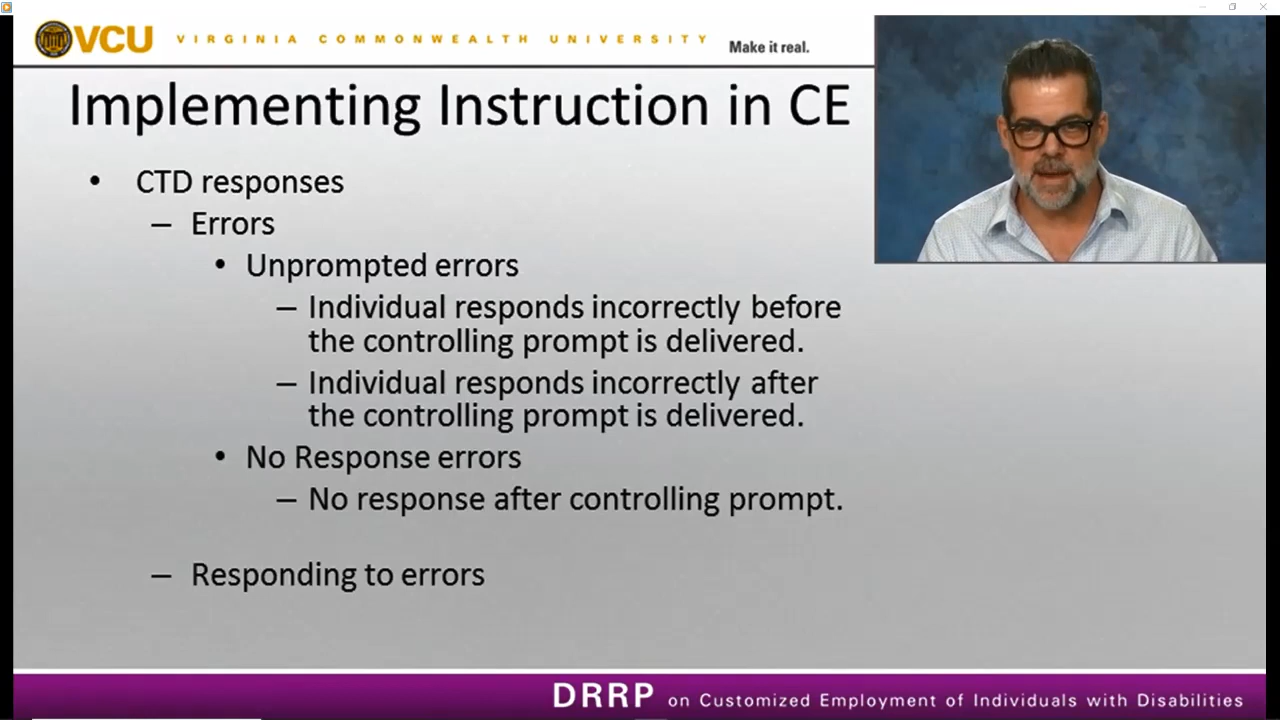 VCU VIRGINIA COMMONWEALTH UNIVERSITY Make it real.
Implementing Instruction in CE
• CTD responses
– Errors
• Unprompted errors
– Individual responds incorrectly before
the controlling prompt is delivered.
– Individual responds incorrectly after
the controlling prompt is delivered.
• No Response errors
– No response after controlling prompt.
– Responding to errors
DRRP on Customized Employment of Individuals with Disabilities